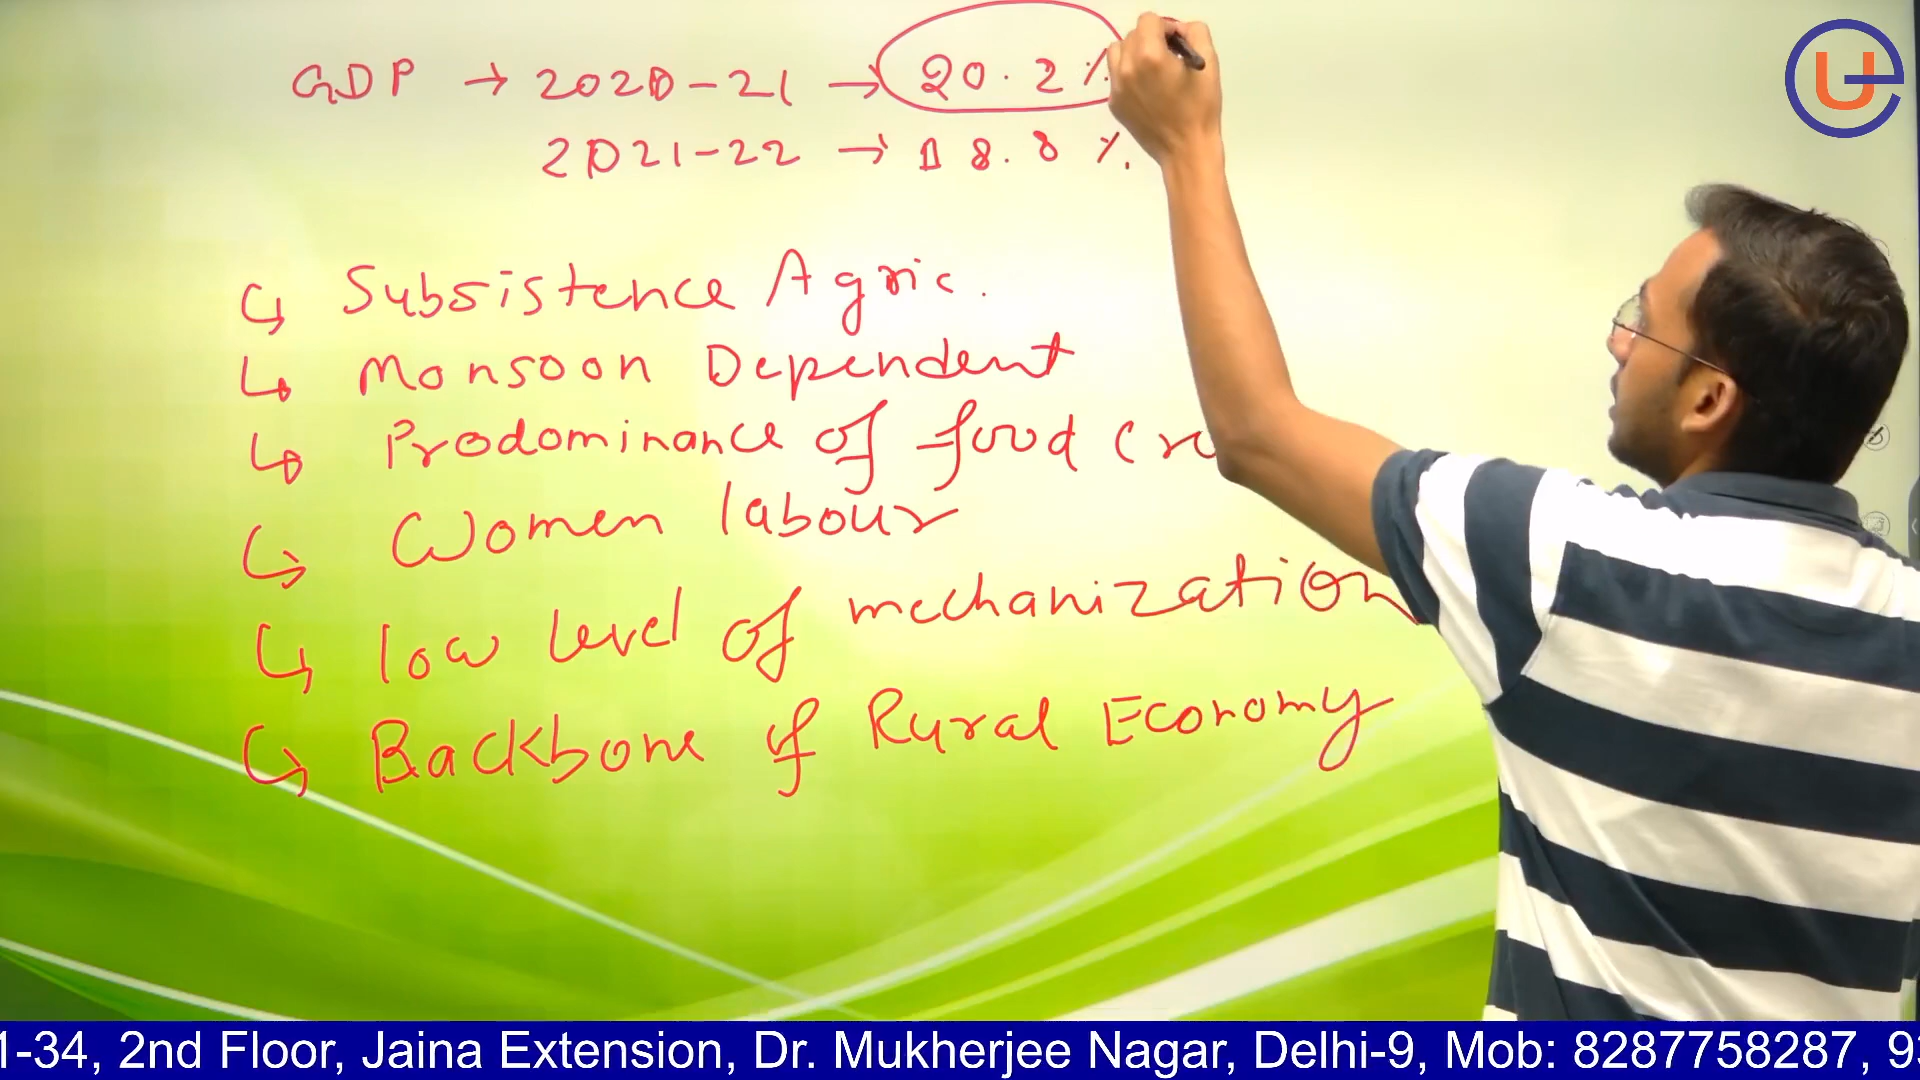 GDP → 2020-21 → 20.2%
2021-22 → 18.8%
Subsistence Agric.
Monsoon Dependent
Prodominance of food
Women labour
low level of mechanization
Backbone of Rural Economy
1-34, 2nd Floor, Jaina Extension, Dr. Mukherjee Nagar, Delhi-9, Mob: 8287758287, 93